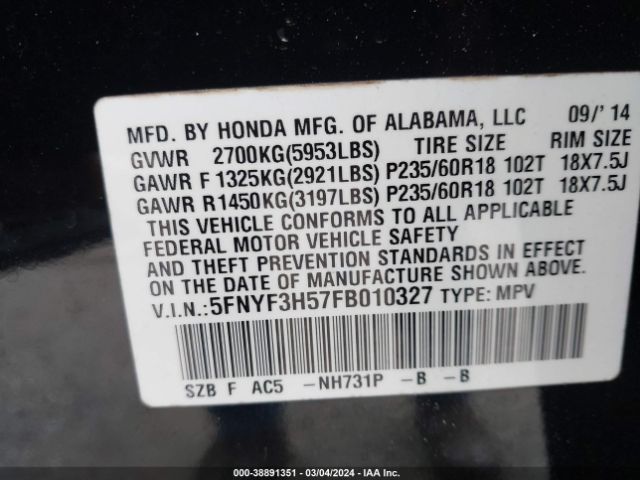 MFD. BY HONDA MFG. OF ALABAMA, LLC 09/'14
GVWR 2700KG(5953LBS) TIRE SIZE RIM SIZE
GAWR F 1325KG(2921LBS) P235/60R18 102T 18X7.5J
GAWR R1450KG(3197LBS) P235/60R18 102T 18X7.5J
THIS VEHICLE CONFORMS TO ALL APPLICABLE
FEDERAL MOTOR VEHICLE SAFETY
AND THEFT PREVENTION STANDARDS IN EFFECT
ON THE DATE OF MANUFACTURE SHOWN ABOVE.
V.I.N.:5FNYF3H57FB010327 TYPE: MPV
SZB F AC5 -NH731P -B -B
000-38891351 | 03/04/2024 - IAA Inc.